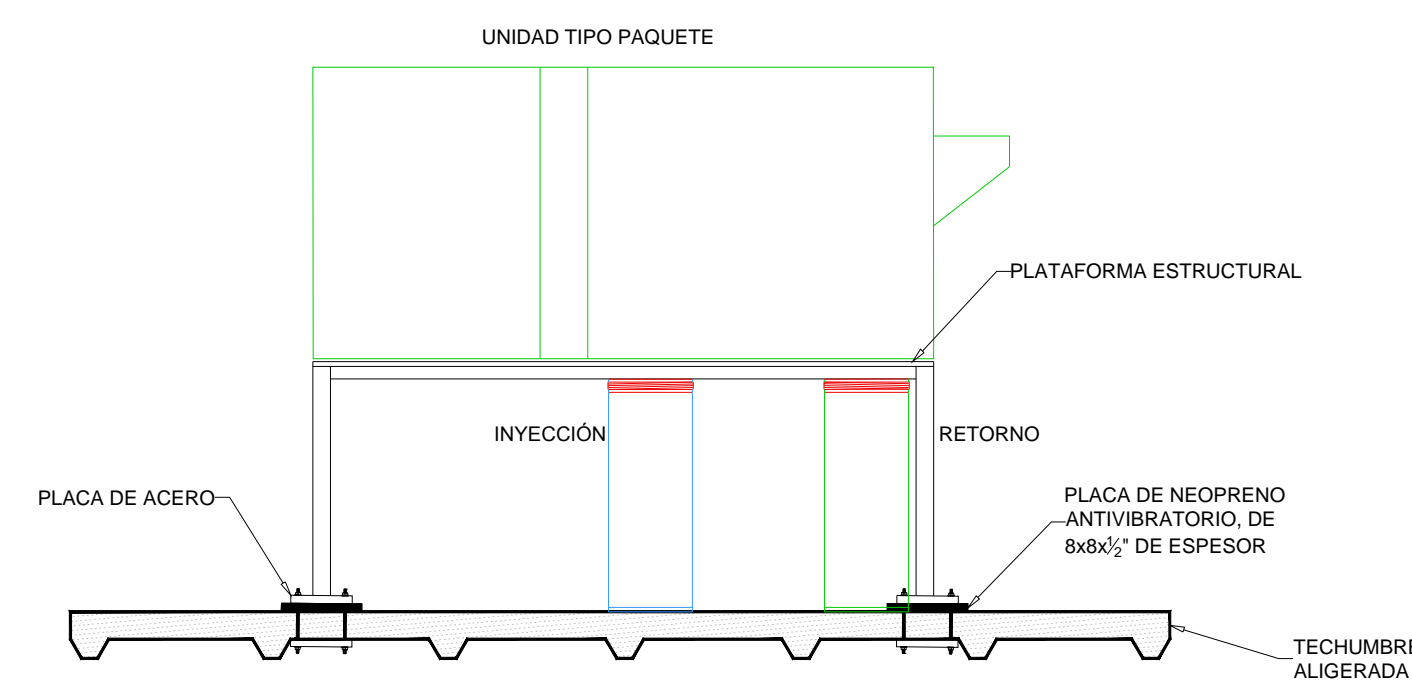 UNIDAD TIPO PAQUETE
PLATAFORMA ESTRUCTURAL
INYECCIÓN
RETORNO
PLACA DE ACERO
PLACA DE NEOPRENO
ANTIVIBRATORIO, DE
8x8x½" DE ESPESOR
TECHUMBRE
ALIGERADA